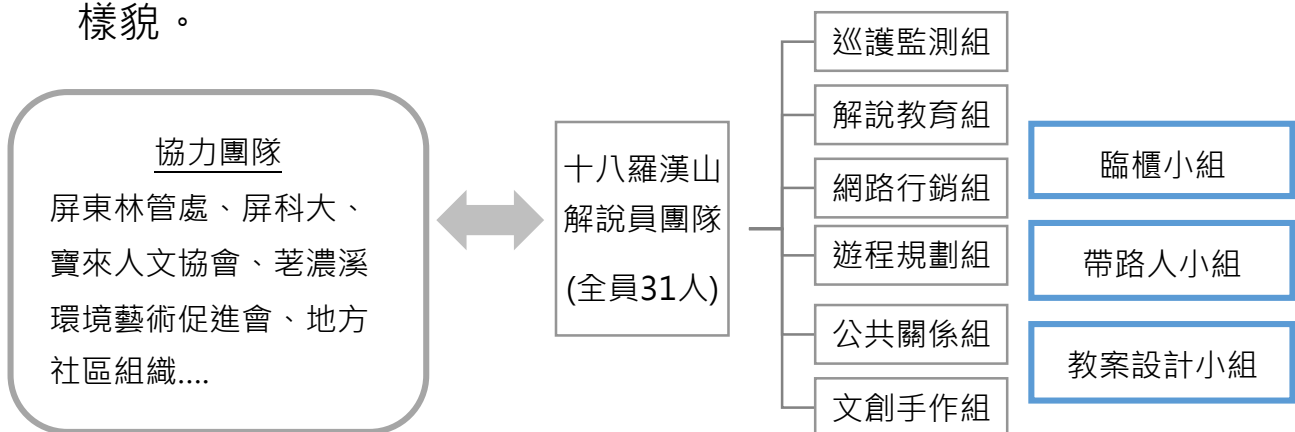 樣貌。
協力團隊
屏東林管處、屏科大、
寶來人文協會、荖濃溪
環境藝術促進會、地方
社區組織....
十八羅漢山
解說員團隊
(全員31人)
巡護監測組
解說教育組
網路行銷組
遊程規劃組
公共關係組
文創手作組
臨櫃小組
帶路人小組
教案設計小組